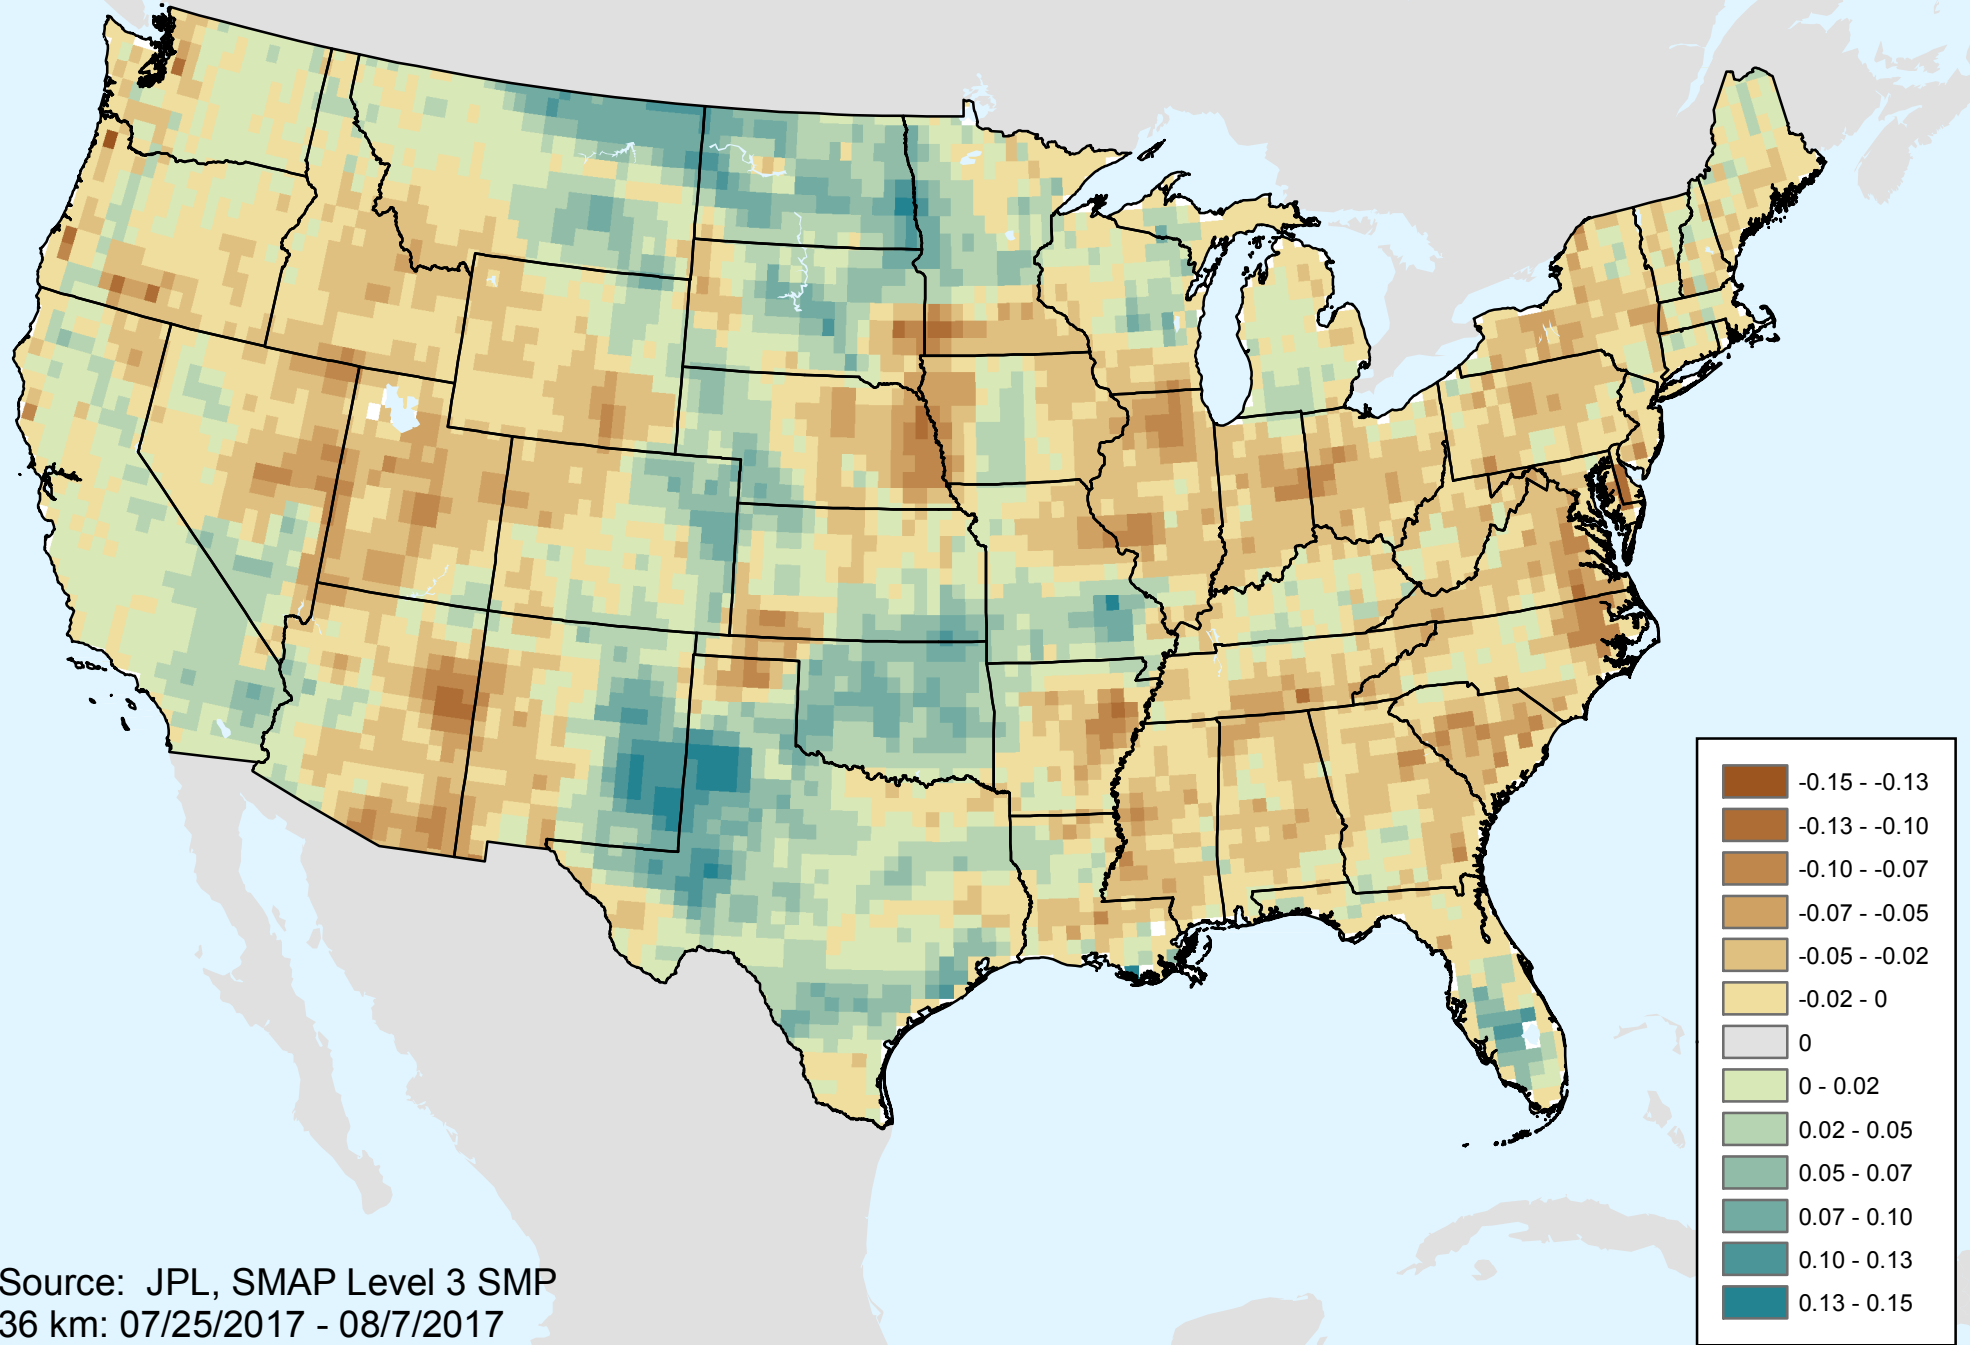 -0.15 - -0.13
-0.13 - -0.10
-0.10 - -0.07
-0.07 - -0.05
-0.05 - -0.02
-0.02 - 0
0
0 - 0.02
0.02 - 0.05
0.05 - 0.07
0.07 - 0.10
0.10 - 0.13
0.13 - 0.15
Source: JPL, SMAP Level 3 SMP
36 km: 07/25/2017 - 08/7/2017